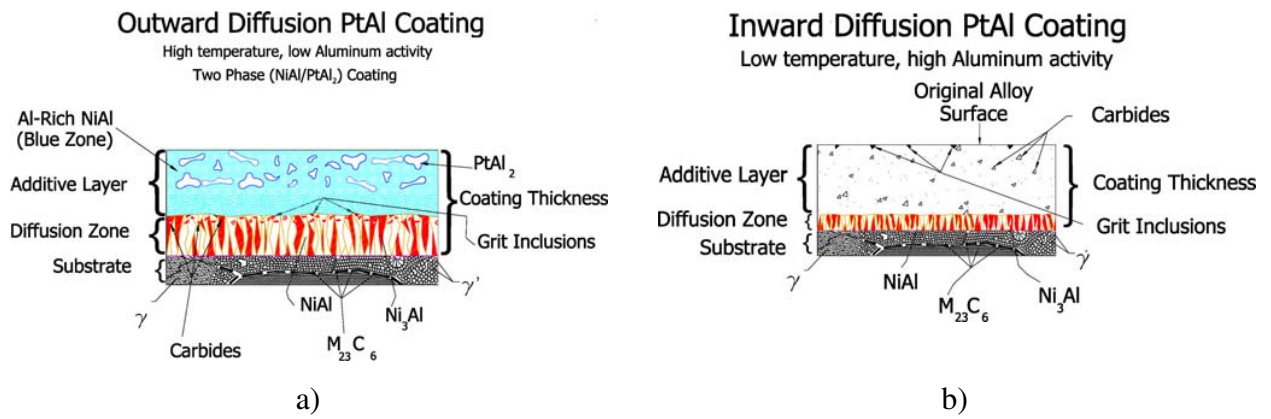 Outward Diffusion PtAl Coating
High temperature, low Aluminum activity
Two Phase (NiAl/PtAl₂) Coating
Al-Rich NiAl
(Blue Zone)
PtAl₂
Additive Layer
Coating Thickness
Diffusion Zone
Grit Inclusions
Substrate
γ
NiAl
γ'
Ni₃Al
Carbides
M₂₃C₆
a)
Inward Diffusion PtAl Coating
Low temperature, high Aluminum activity
Original Alloy
Surface
Carbides
Additive Layer
Coating Thickness
Diffusion Zone
Grit Inclusions
Substrate
γ
NiAl
γ'
Ni₃Al
M₂₃C₆
b)